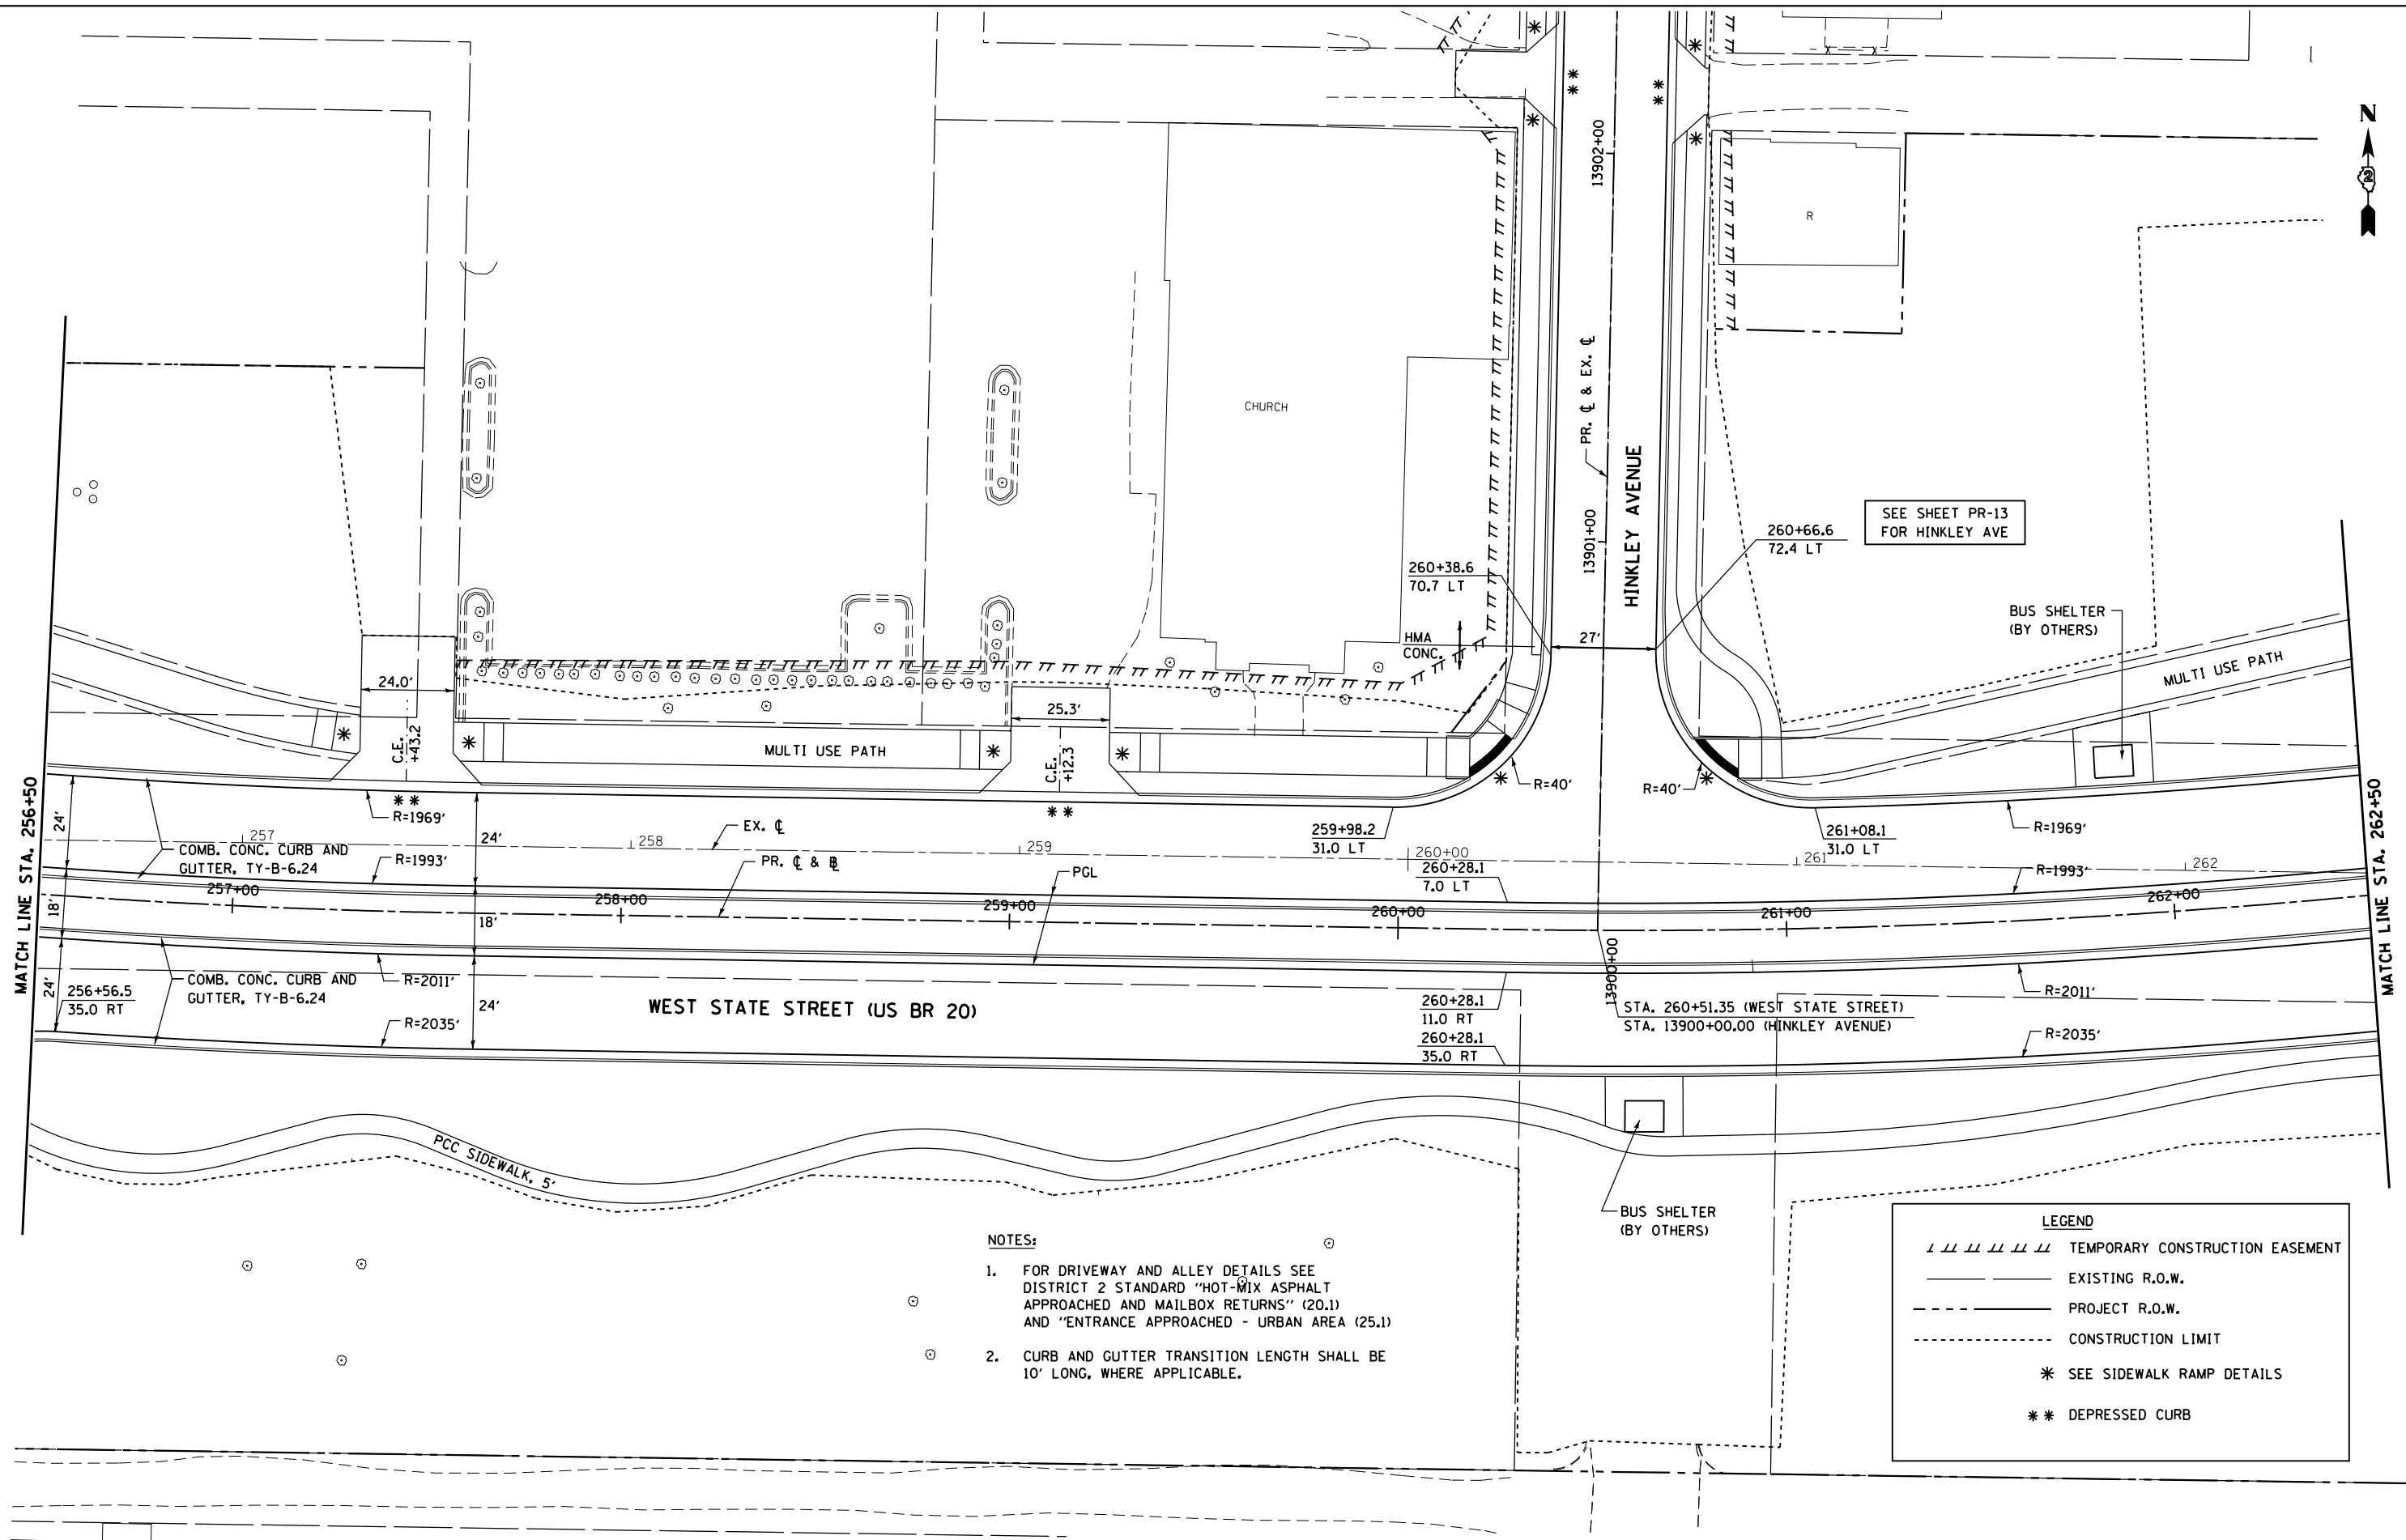 N
2
13902+00
R
CHURCH
PR. ℄ & EX. ℄
HINKLEY AVENUE
13901+00
SEE SHEET PR-13
FOR HINKLEY AVE
260+66.6
72.4 LT
260+38.6
70.7 LT
BUS SHELTER
(BY OTHERS)
HMA
CONC.
27'
MULTI USE PATH
24.0'
25.3'
C.E.
+43.2
MULTI USE PATH
C.E.
+12.3
* *
* *
R=40'
R=40'
MATCH LINE STA. 256+50
MATCH LINE STA. 262+50
24'
R=1969'
24'
EX. ℄
259+98.2
31.0 LT
261+08.1
31.0 LT
R=1969'
257
258
259
260+00
261
262
COMB. CONC. CURB AND
GUTTER, TY-B-6.24
R=1993'
PR. ℄ & ⅊
PGL
260+28.1
7.0 LT
R=1993'
257+00
258+00
259+00
260+00
261+00
262+00
18'
18'
13900+00
24'
256+56.5
35.0 RT
COMB. CONC. CURB AND
GUTTER, TY-B-6.24
R=2011'
24'
R=2035'
WEST STATE STREET (US BR 20)
260+28.1
11.0 RT
260+28.1
35.0 RT
STA. 260+51.35 (WEST STATE STREET)
STA. 13900+00.00 (HINKLEY AVENUE)
R=2011'
R=2035'
PCC SIDEWALK, 5'
BUS SHELTER
(BY OTHERS)
NOTES:
1. FOR DRIVEWAY AND ALLEY DETAILS SEE
DISTRICT 2 STANDARD "HOT-MIX ASPHALT
APPROACHED AND MAILBOX RETURNS" (20.1)
AND "ENTRANCE APPROACHED - URBAN AREA (25.1)
2. CURB AND GUTTER TRANSITION LENGTH SHALL BE
10' LONG, WHERE APPLICABLE.
LEGEND
TEMPORARY CONSTRUCTION EASEMENT
EXISTING R.O.W.
PROJECT R.O.W.
CONSTRUCTION LIMIT
* SEE SIDEWALK RAMP DETAILS
* * DEPRESSED CURB